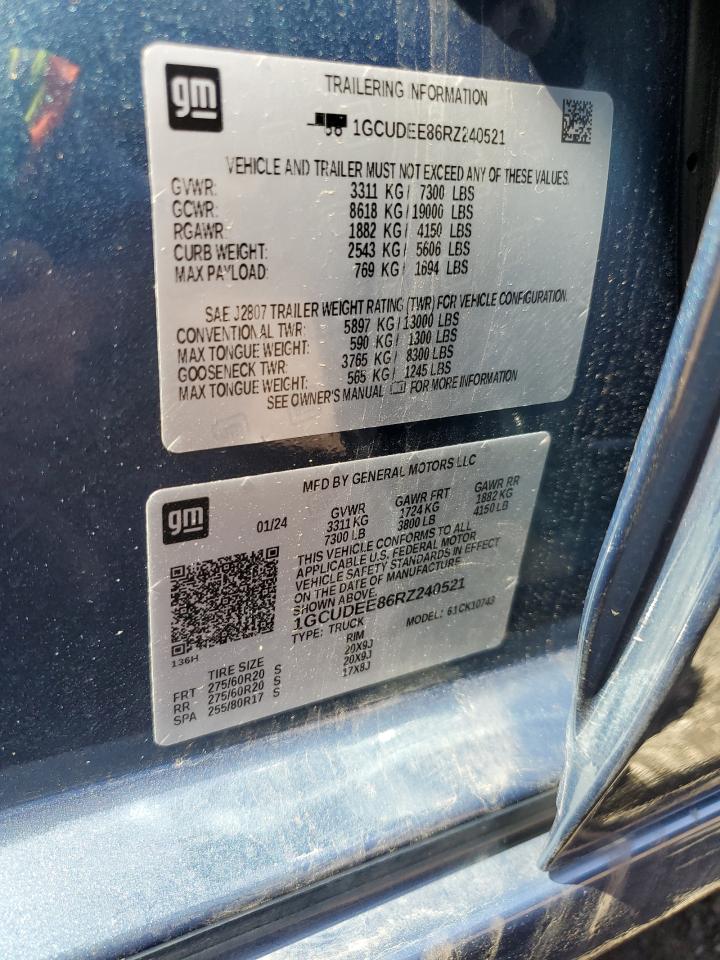 gm
TRAILERING INFORMATION
1GCUDEE86RZ240521
VEHICLE AND TRAILER MUST NOT EXCEED ANY OF THESE VALUES.
GVWR: 3311 KG / 7300 LBS
GCWR: 8618 KG / 19000 LBS
RGAWR: 1882 KG / 4150 LBS
CURB WEIGHT: 2543 KG / 5606 LBS
MAX PAYLOAD: 769 KG / 1694 LBS
SAE J2807 TRAILER WEIGHT RATING (TWR) FOR VEHICLE CONFIGURATION.
CONVENTIONAL TWR: 5897 KG / 13000 LBS
MAX TONGUE WEIGHT: 590 KG / 1300 LBS
GOOSENECK TWR: 3765 KG / 8300 LBS
MAX TONGUE WEIGHT: 565 KG / 1245 LBS
SEE OWNER'S MANUAL FOR MORE INFORMATION
gm
MFD BY GENERAL MOTORS LLC
01/24 GVWR GAWR FRT GAWR RR
3311 KG 1724 KG 1882 KG
7300 LB 3800 LB 4150 LB
THIS VEHICLE CONFORMS TO ALL
APPLICABLE U.S. FEDERAL MOTOR
VEHICLE SAFETY STANDARDS IN EFFECT
ON THE DATE OF MANUFACTURE
SHOWN ABOVE.
1GCUDEE86RZ240521
TYPE: TRUCK MODEL: 61CK10743
136H
TIRE SIZE RIM
FRT 275/60R20 S 20X9J
RR 275/60R20 S 20X9J
SPA 255/80R17 S 17X8J